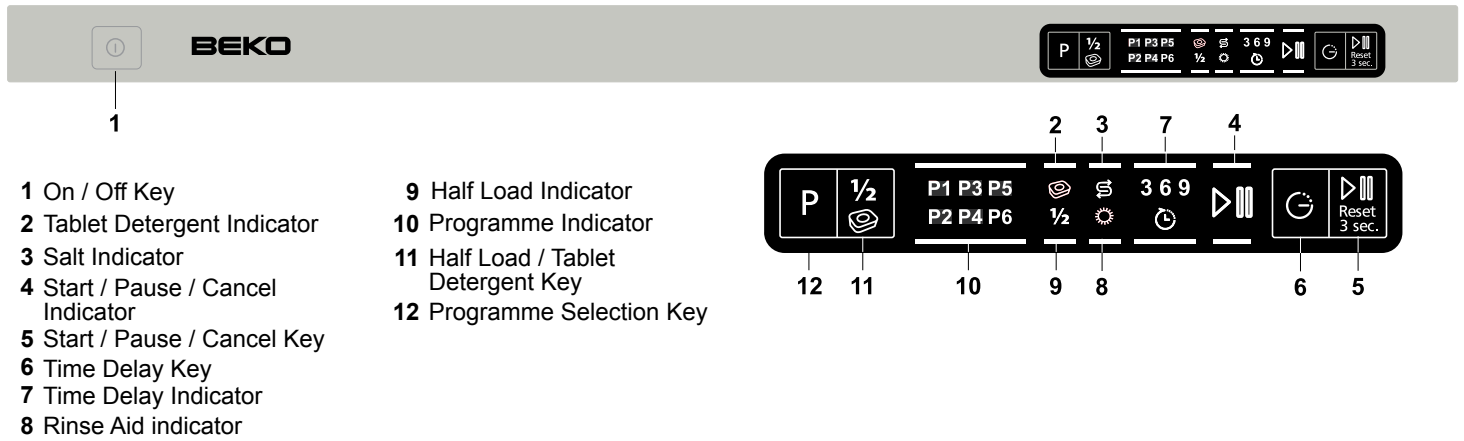 BEKO
P ½ P1 P3 P5 3 6 9
P2 P4 P6 ½ Reset
3 sec.
1
2 3 7 4
P ½ P1 P3 P5 3 6 9
P2 P4 P6 ½ Reset
3 sec.
12 11 10 9 8 6 5
1 On / Off Key
2 Tablet Detergent Indicator
3 Salt Indicator
4 Start / Pause / Cancel
Indicator
5 Start / Pause / Cancel Key
6 Time Delay Key
7 Time Delay Indicator
8 Rinse Aid indicator
9 Half Load Indicator
10 Programme Indicator
11 Half Load / Tablet
Detergent Key
12 Programme Selection Key